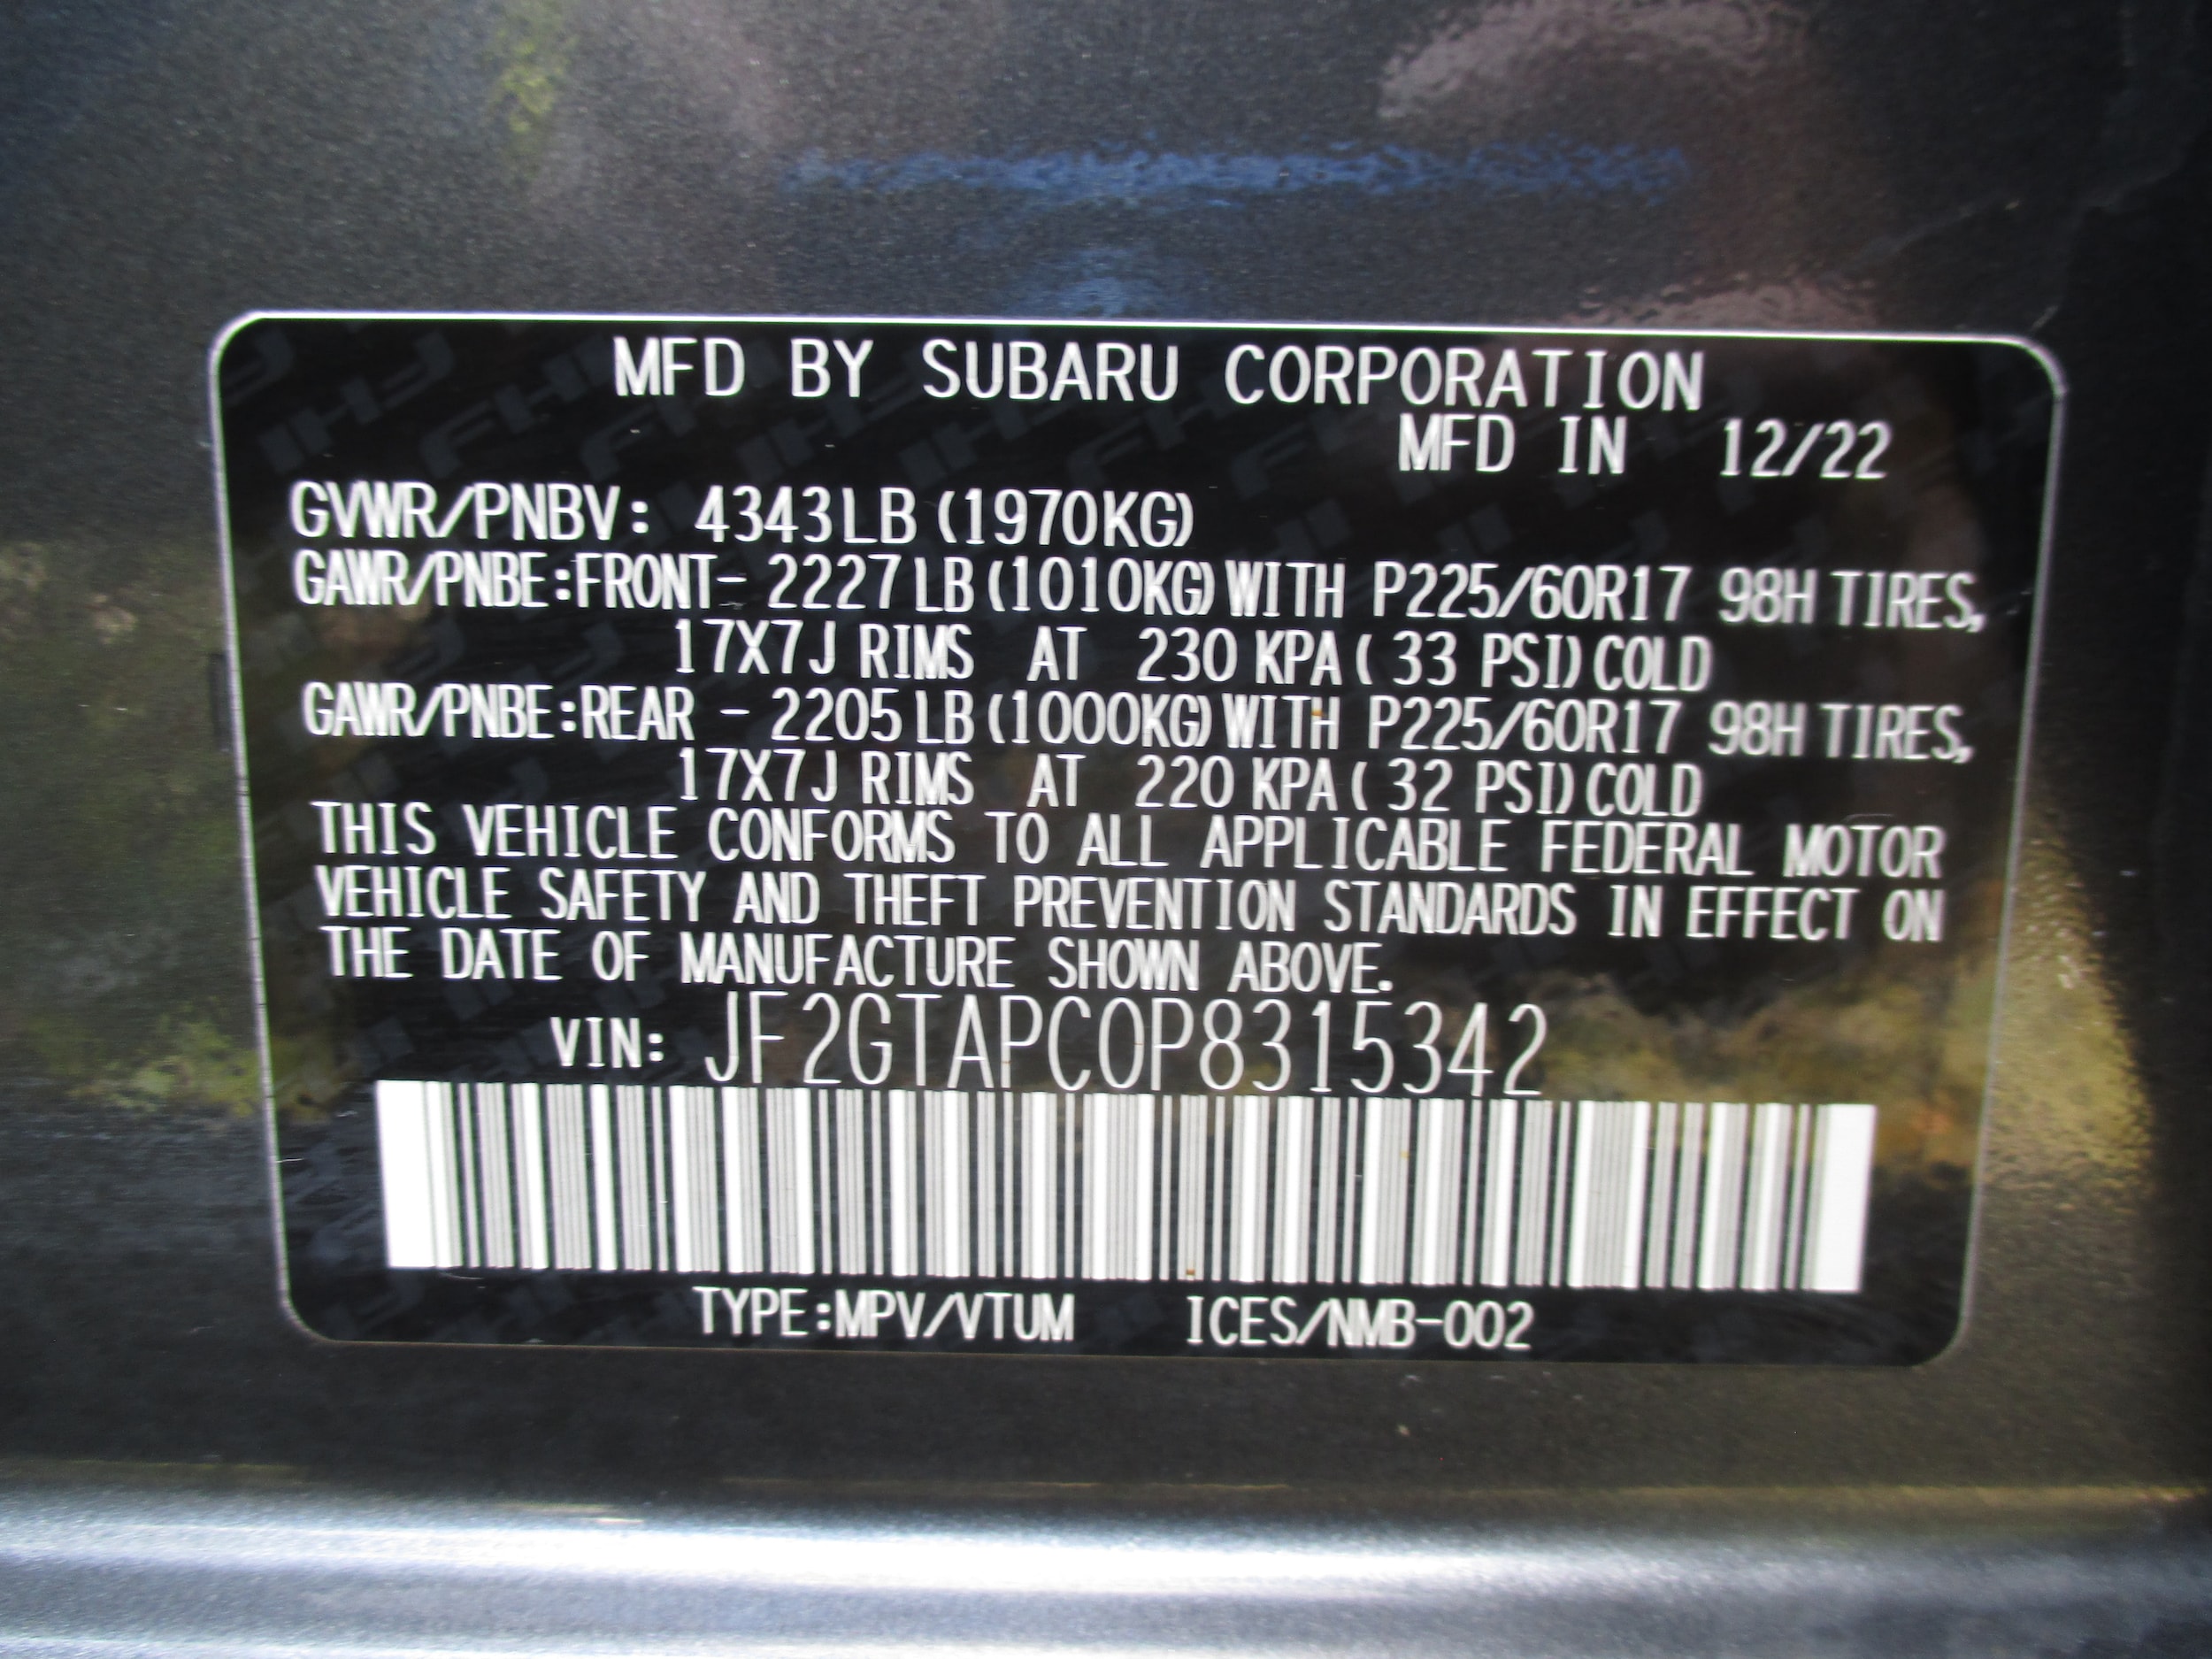 MFD BY SUBARU CORPORATION
MFD IN 12/22
GVWR/PNBV: 4343LB (1970KG)
GAWR/PNBE:FRONT- 2227LB (1010KG) WITH P225/60R17 98H TIRES,
17X7J RIMS AT 230 KPA ( 33 PSI) COLD
GAWR/PNBE:REAR - 2205LB (1000KG) WITH P225/60R17 98H TIRES,
17X7J RIMS AT 220 KPA ( 32 PSI) COLD
THIS VEHICLE CONFORMS TO ALL APPLICABLE FEDERAL MOTOR
VEHICLE SAFETY AND THEFT PREVENTION STANDARDS IN EFFECT ON
THE DATE OF MANUFACTURE SHOWN ABOVE.
VIN: JF2GTAPC0P8315342
TYPE:MPV/VTUM ICES/NMB-002